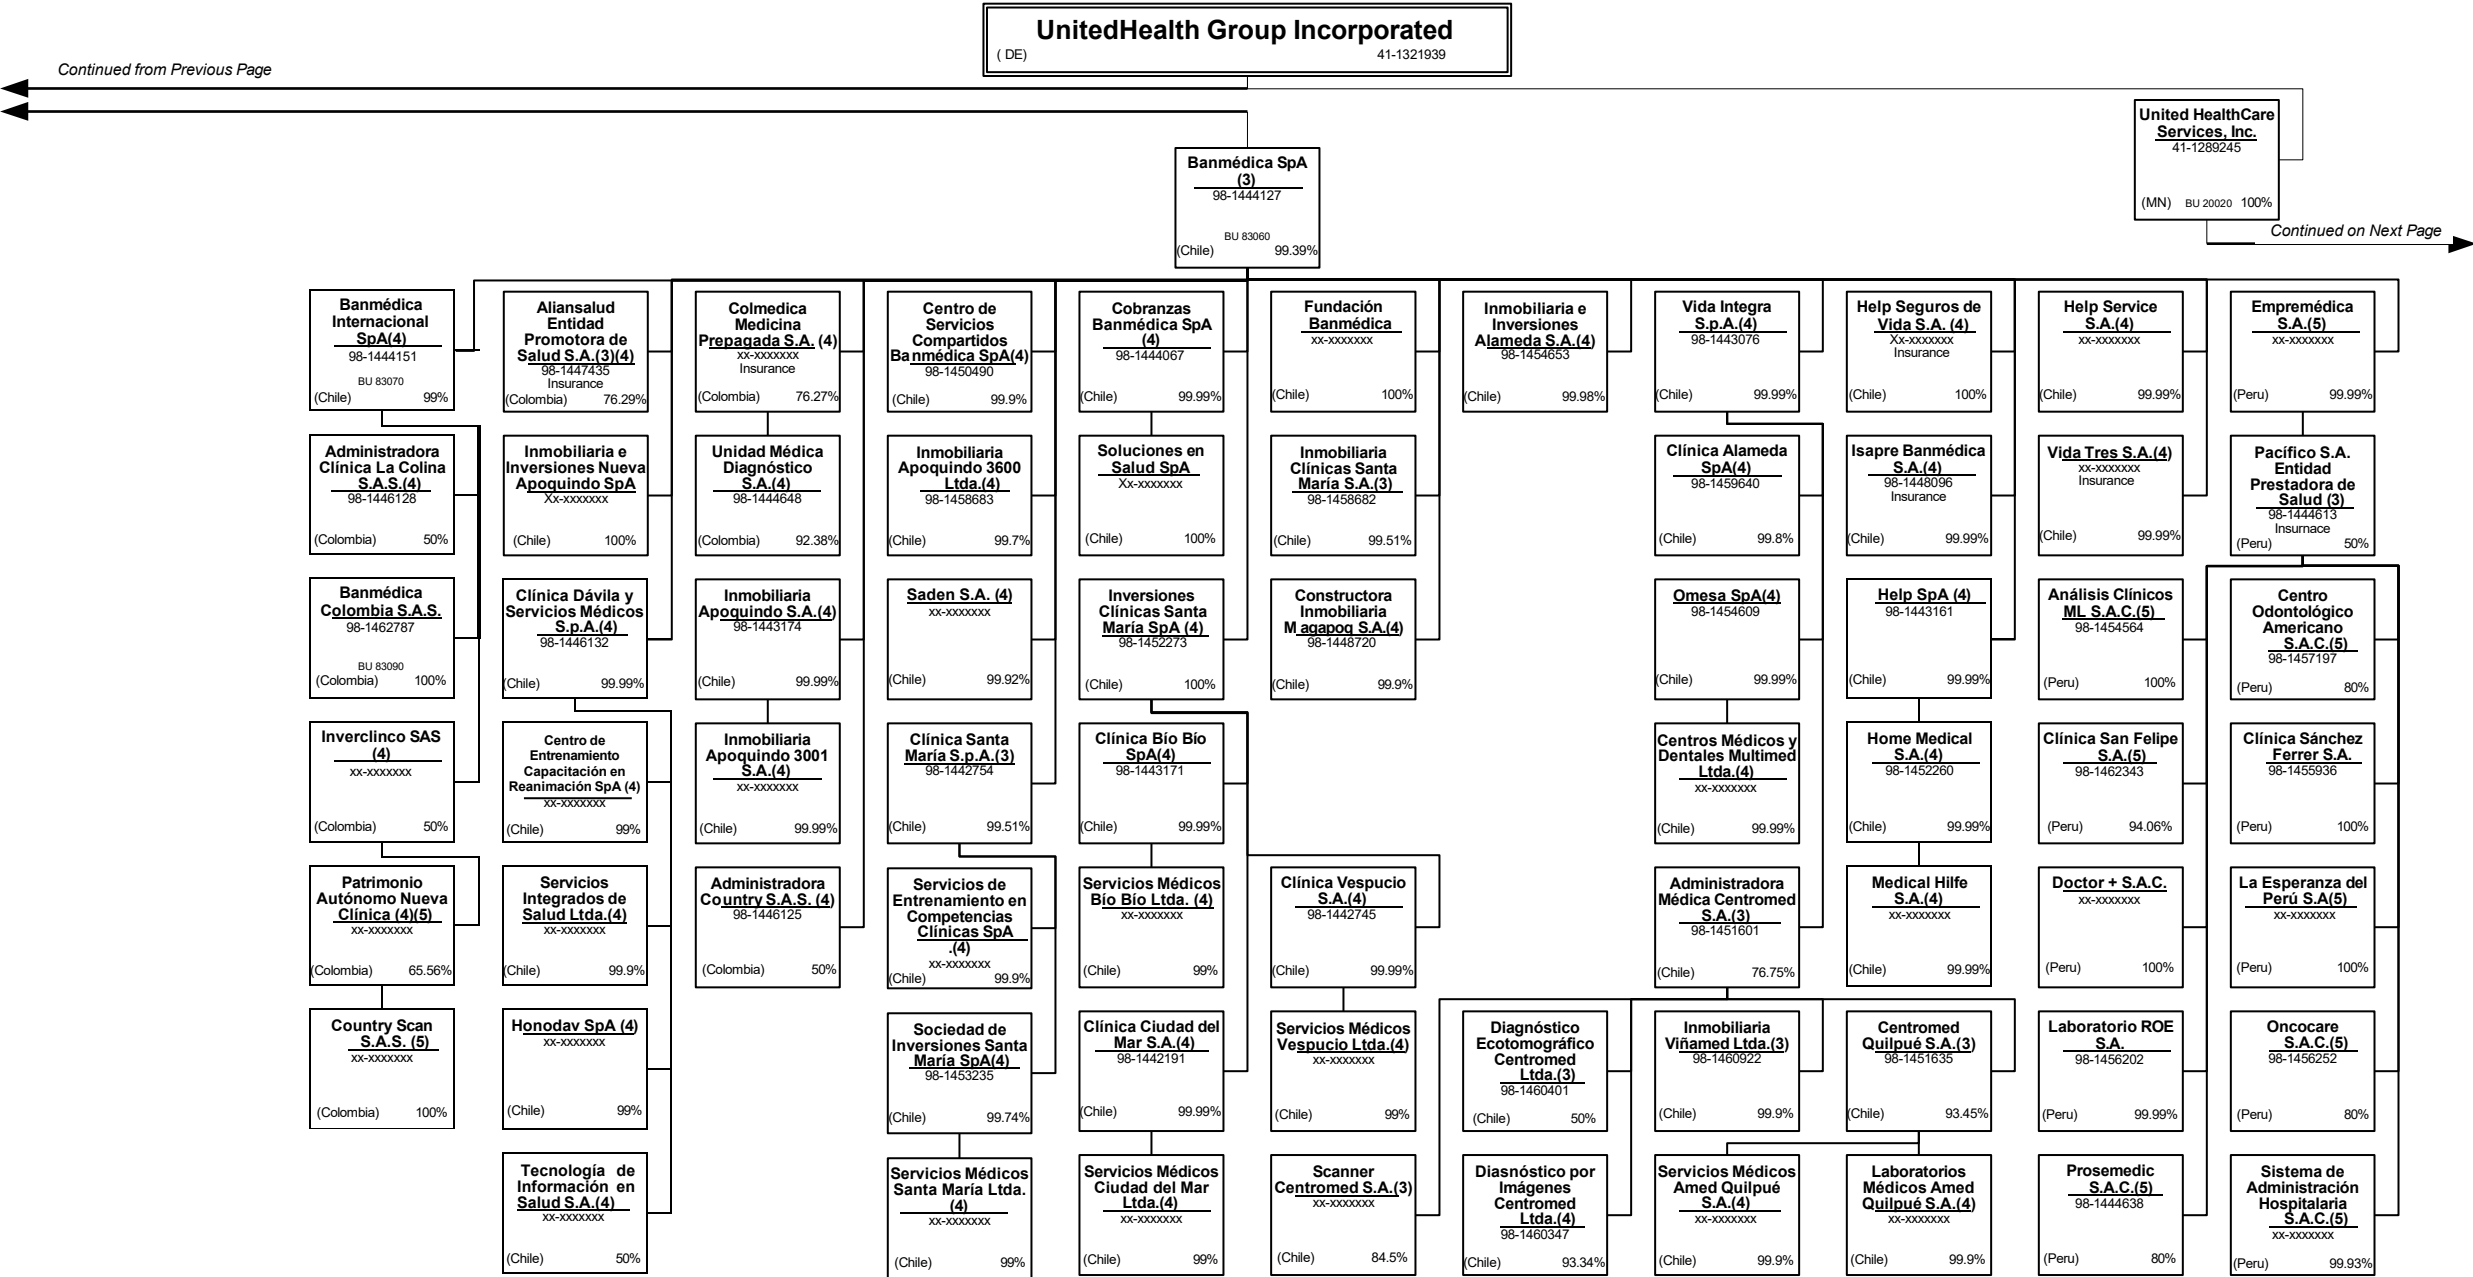 UnitedHealth Group Incorporated
( DE) 41-1321939
Continued from Previous Page
United HealthCare
Services, Inc.
41-1289245
(MN) BU 20020 100%
Continued on Next Page
Banmédica SpA
(3)
98-1444127
BU 83060
(Chile) 99.39%
Banmédica
Internacional
SpA(4)
98-1444151
BU 83070
(Chile) 99%
Aliansalud
Entidad
Promotora de
Salud S.A.(3)(4)
98-1447435
Insurance
(Colombia) 76.29%
Colmedica
Medicina
Prepagada S.A. (4)
xx-xxxxxxx
Insurance
(Colombia) 76.27%
Centro de
Servicios
Compartidos
Banmédica SpA(4)
98-1450490
(Chile) 99.9%
Cobranzas
Banmédica SpA
(4)
98-1444067
(Chile) 99.99%
Fundación
Banmédica
xx-xxxxxxx
(Chile) 100%
Inmobiliaria e
Inversiones
Alameda S.A.(4)
98-1454653
(Chile) 99.98%
Vida Integra
S.p.A.(4)
98-1443076
(Chile) 99.99%
Help Seguros de
Vida S.A. (4)
Xx-xxxxxxx
Insurance
(Chile) 100%
Help Service
S.A.(4)
xx-xxxxxxx
(Chile) 99.99%
Empremédica
S.A.(5)
xx-xxxxxxx
(Peru) 99.99%
Administradora
Clínica La Colina
S.A.S.(4)
98-1446128
(Colombia) 50%
Inmobiliaria e
Inversiones Nueva
Apoquindo SpA
Xx-xxxxxxx
(Chile) 100%
Unidad Médica
Diagnóstico
S.A.(4)
98-1444648
(Colombia) 92.38%
Inmobiliaria
Apoquindo 3600
Ltda.(4)
98-1458683
(Chile) 99.7%
Soluciones en
Salud SpA
Xx-xxxxxxx
(Chile) 100%
Inmobiliaria
Clínicas Santa
María S.A.(3)
98-1458682
(Chile) 99.51%
Clínica Alameda
SpA(4)
98-1459640
(Chile) 99.8%
Isapre Banmédica
S.A.(4)
98-1448096
Insurance
(Chile) 99.99%
Vida Tres S.A.(4)
xx-xxxxxxx
Insurance
(Chile) 99.99%
Pacífico S.A.
Entidad
Prestadora de
Salud (3)
98-1444613
Insurnace
(Peru) 50%
Banmédica
Colombia S.A.S.
98-1462787
BU 83090
(Colombia) 100%
Clínica Dávila y
Servicios Médicos
S.p.A.(4)
98-1446132
(Chile) 99.99%
Inmobiliaria
Apoquindo S.A.(4)
98-1443174
(Chile) 99.99%
Saden S.A. (4)
xx-xxxxxxx
(Chile) 99.92%
Inversiones
Clínicas Santa
María SpA (4)
98-1452273
(Chile) 100%
Constructora
Inmobiliaria
Magapoq S.A.(4)
98-1448720
(Chile) 99.9%
Omesa SpA(4)
98-1454609
(Chile) 99.99%
Help SpA (4)
98-1443161
(Chile) 99.99%
Análisis Clínicos
ML S.A.C.(5)
98-1454564
(Peru) 100%
Centro
Odontológico
Americano
S.A.C.(5)
98-1457197
(Peru) 80%
Inverclinco SAS
(4)
xx-xxxxxxx
(Colombia) 50%
Centro de
Entrenamiento
Capacitación en
Reanimación SpA (4)
xx-xxxxxxx
(Chile) 99%
Inmobiliaria
Apoquindo 3001
S.A.(4)
xx-xxxxxxx
(Chile) 99.99%
Clínica Santa
María S.p.A.(3)
98-1442754
(Chile) 99.51%
Clínica Bío Bío
SpA(4)
98-1443171
(Chile) 99.99%
Centros Médicos y
Dentales Multimed
Ltda.(4)
xx-xxxxxxx
(Chile) 99.99%
Home Medical
S.A.(4)
98-1452260
(Chile) 99.99%
Clínica San Felipe
S.A.(5)
98-1462343
(Peru) 94.06%
Clínica Sánchez
Ferrer S.A.
98-1455936
(Peru) 100%
Patrimonio
Autónomo Nueva
Clínica (4)(5)
xx-xxxxxxx
(Colombia) 65.56%
Servicios
Integrados de
Salud Ltda.(4)
xx-xxxxxxx
(Chile) 99.9%
Administradora
Country S.A.S. (4)
98-1446125
(Colombia) 50%
Servicios de
Entrenamiento en
Competencias
Clínicas SpA
.(4)
xx-xxxxxxx
(Chile) 99.9%
Servicios Médicos
Bío Bío Ltda. (4)
xx-xxxxxxx
(Chile) 99%
Clínica Vespucio
S.A.(4)
98-1442745
(Chile) 99.99%
Administradora
Médica Centromed
S.A.(3)
98-1451601
(Chile) 76.75%
Medical Hilfe
S.A.(4)
xx-xxxxxxx
(Chile) 99.99%
Doctor + S.A.C.
xx-xxxxxxx
(Peru) 100%
La Esperanza del
Perú S.A(5)
xx-xxxxxxx
(Peru) 100%
Country Scan
S.A.S. (5)
xx-xxxxxxx
(Colombia) 100%
Honodav SpA (4)
xx-xxxxxxx
(Chile) 99%
Sociedad de
Inversiones Santa
María SpA(4)
98-1453235
(Chile) 99.74%
Clínica Ciudad del
Mar S.A.(4)
98-1442191
(Chile) 99.99%
Servicios Médicos
Vespucio Ltda.(4)
xx-xxxxxxx
(Chile) 99%
Diagnóstico
Ecotomográfico
Centromed
Ltda.(3)
98-1460401
(Chile) 50%
Inmobiliaria
Viñamed Ltda.(3)
98-1460922
(Chile) 99.9%
Centromed
Quilpué S.A.(3)
98-1451635
(Chile) 93.45%
Laboratorio ROE
S.A.
98-1456202
(Peru) 99.99%
Oncocare
S.A.C.(5)
98-1456252
(Peru) 80%
Tecnología de
Información en
Salud S.A.(4)
xx-xxxxxxx
(Chile) 50%
Servicios Médicos
Santa María Ltda.
(4)
xx-xxxxxxx
(Chile) 99%
Servicios Médicos
Ciudad del Mar
Ltda.(4)
xx-xxxxxxx
(Chile) 99%
Scanner
Centromed S.A.(3)
xx-xxxxxxx
(Chile) 84.5%
Diasnóstico por
Imágenes
Centromed
Ltda.(4)
98-1460347
(Chile) 93.34%
Servicios Médicos
Amed Quilpué
S.A.(4)
xx-xxxxxxx
(Chile) 99.9%
Laboratorios
Médicos Amed
Quilpué S.A.(4)
xx-xxxxxxx
(Chile) 99.9%
Prosemedic
S.A.C.(5)
98-1444638
(Peru) 80%
Sistema de
Administración
Hospitalaria
S.A.C.(5)
xx-xxxxxxx
(Peru) 99.93%